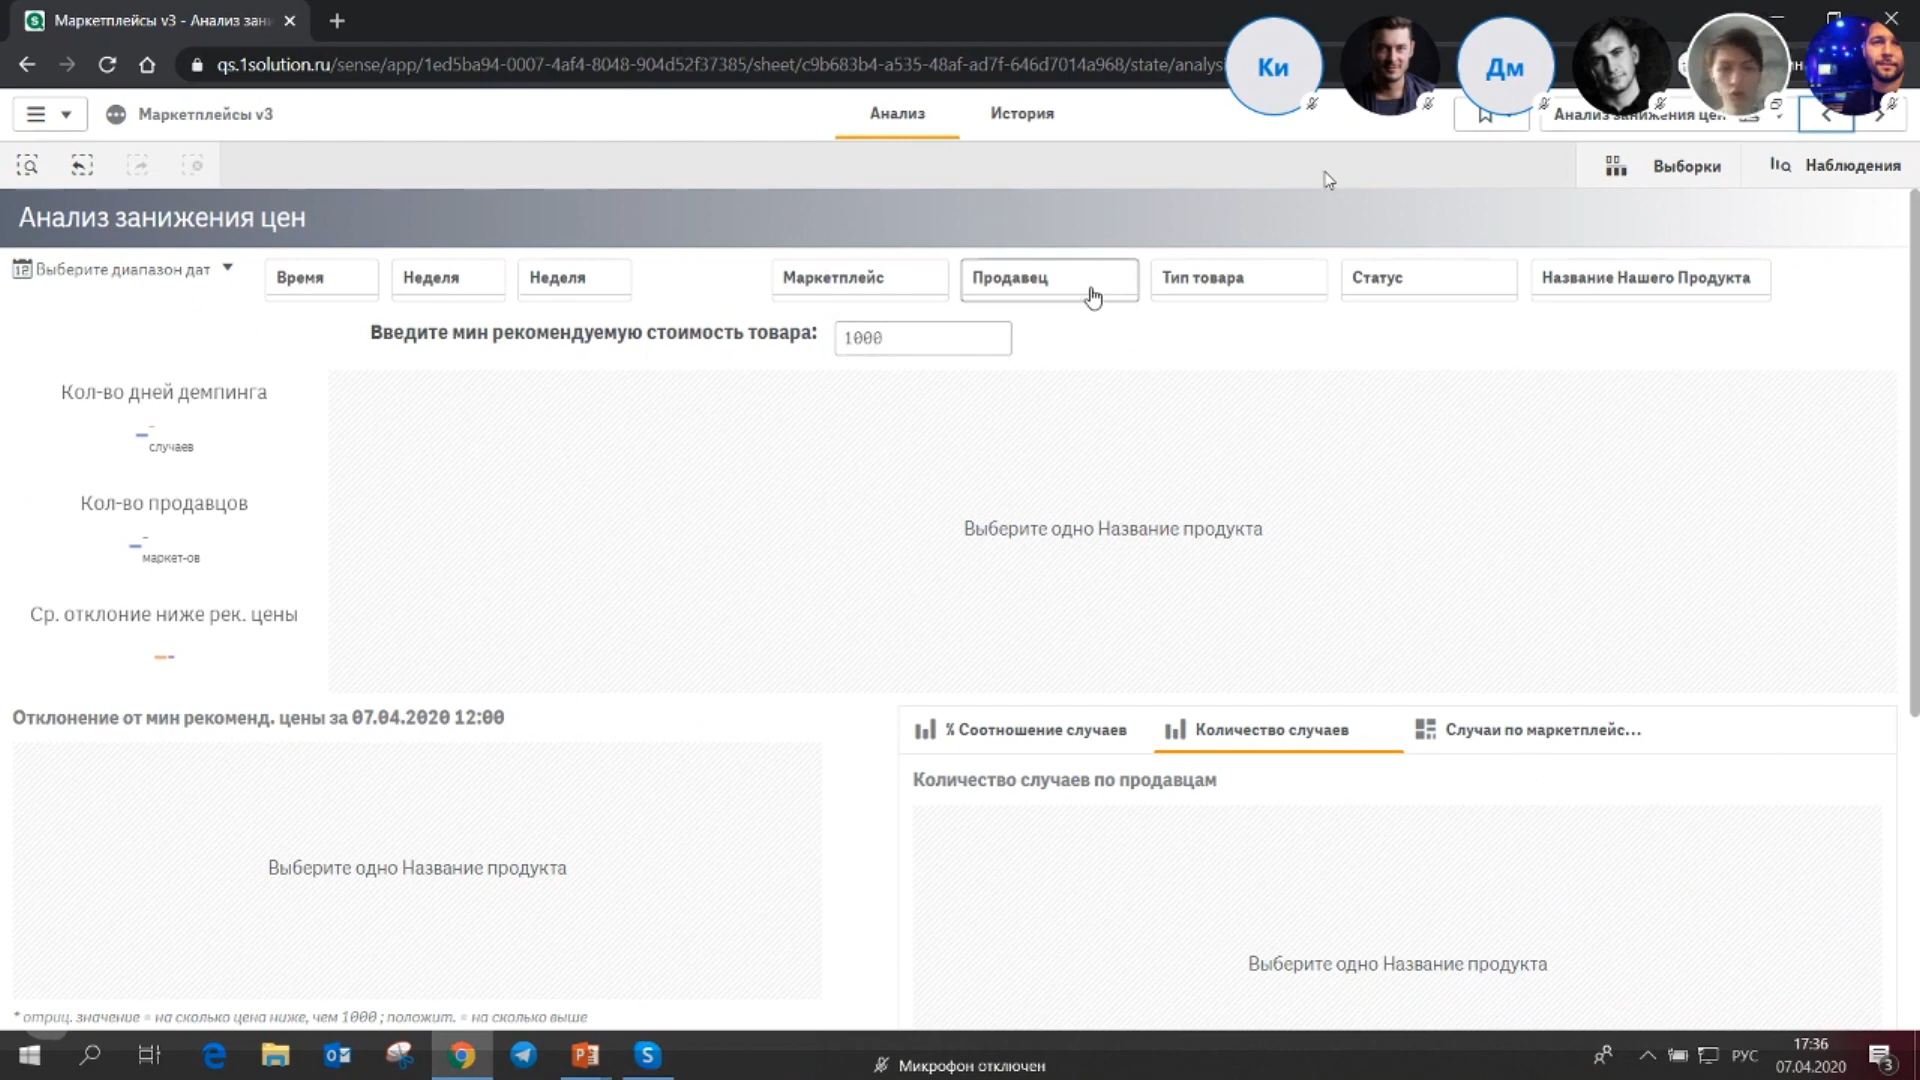 Маркетплейсы v3 - Анализ зан
qs.1solution.ru/sense/app/1ed5ba94-0007-4af4-8048-904d52f37385/sheet/c9b683b4-a535-48af-ad7f-646d7014a968/state/analys
Ки
Дм
Маркетплейсы v3
Анализ
История
Анализ занижения цен
Выборки
Наблюдения
Анализ занижения цен
12 Выберите диапазон дат
Время
Неделя
Неделя
Маркетплейс
Продавец
Тип товара
Статус
Название Нашего Продукта
Введите мин рекомендуемую стоимость товара:
1000
Кол-во дней демпинга
-
случаев
Кол-во продавцов
-
маркет-ов
Ср. отклоние ниже рек. цены
Выберите одно Название продукта
Отклонение от мин рекоменд. цены за 07.04.2020 12:00
Выберите одно Название продукта
* отриц. значение = на сколько цена ниже, чем 1000 ; положит. = на сколько выше
% Соотношение случаев
Количество случаев
Случаи по маркетплейс...
Количество случаев по продавцам
Выберите одно Название продукта
Микрофон отключен
РУС
17:36
07.04.2020
3